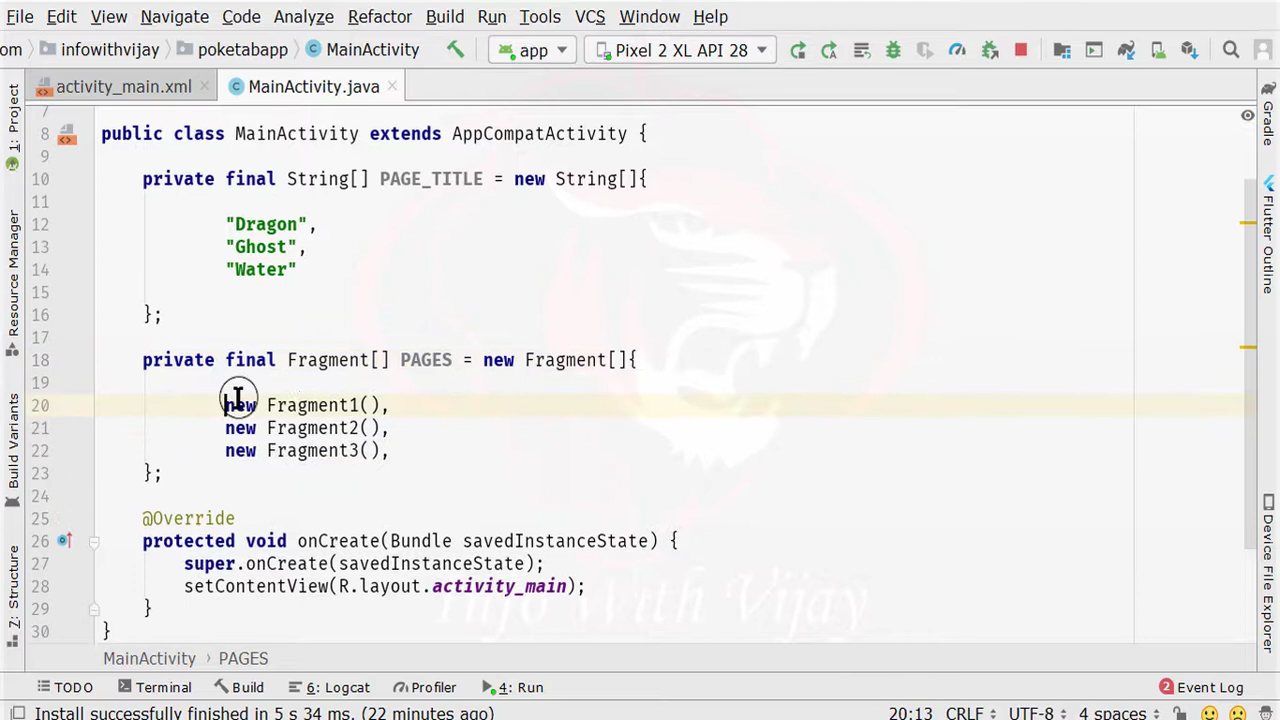 File Edit View Navigate Code Analyze Refactor Build Run Tools VCS Window Help
om infowithvijay poketabapp MainActivity app Pixel 2 XL API 28
activity_main.xml MainActivity.java
7
8 public class MainActivity extends AppCompatActivity {
9
10 private final String[] PAGE_TITLE = new String[]{
11
12 "Dragon",
13 "Ghost",
14 "Water"
15
16 };
17
18 private final Fragment[] PAGES = new Fragment[]{
19
20 new Fragment1(),
21 new Fragment2(),
22 new Fragment3(),
23 };
24
25 @Override
26 protected void onCreate(Bundle savedInstanceState) {
27 super.onCreate(savedInstanceState);
28 setContentView(R.layout.activity_main);
29 }
30 }
Info With Vijay
MainActivity › PAGES
1: Project
Resource Manager
Build Variants
7: Structure
Gradle
Flutter Outline
Device File Explorer
TODO Terminal Build 6: Logcat Profiler 4: Run 2 Event Log
Install successfully finished in 5 s 34 ms. (22 minutes ago) 20:13 CRLF UTF-8 4 spaces